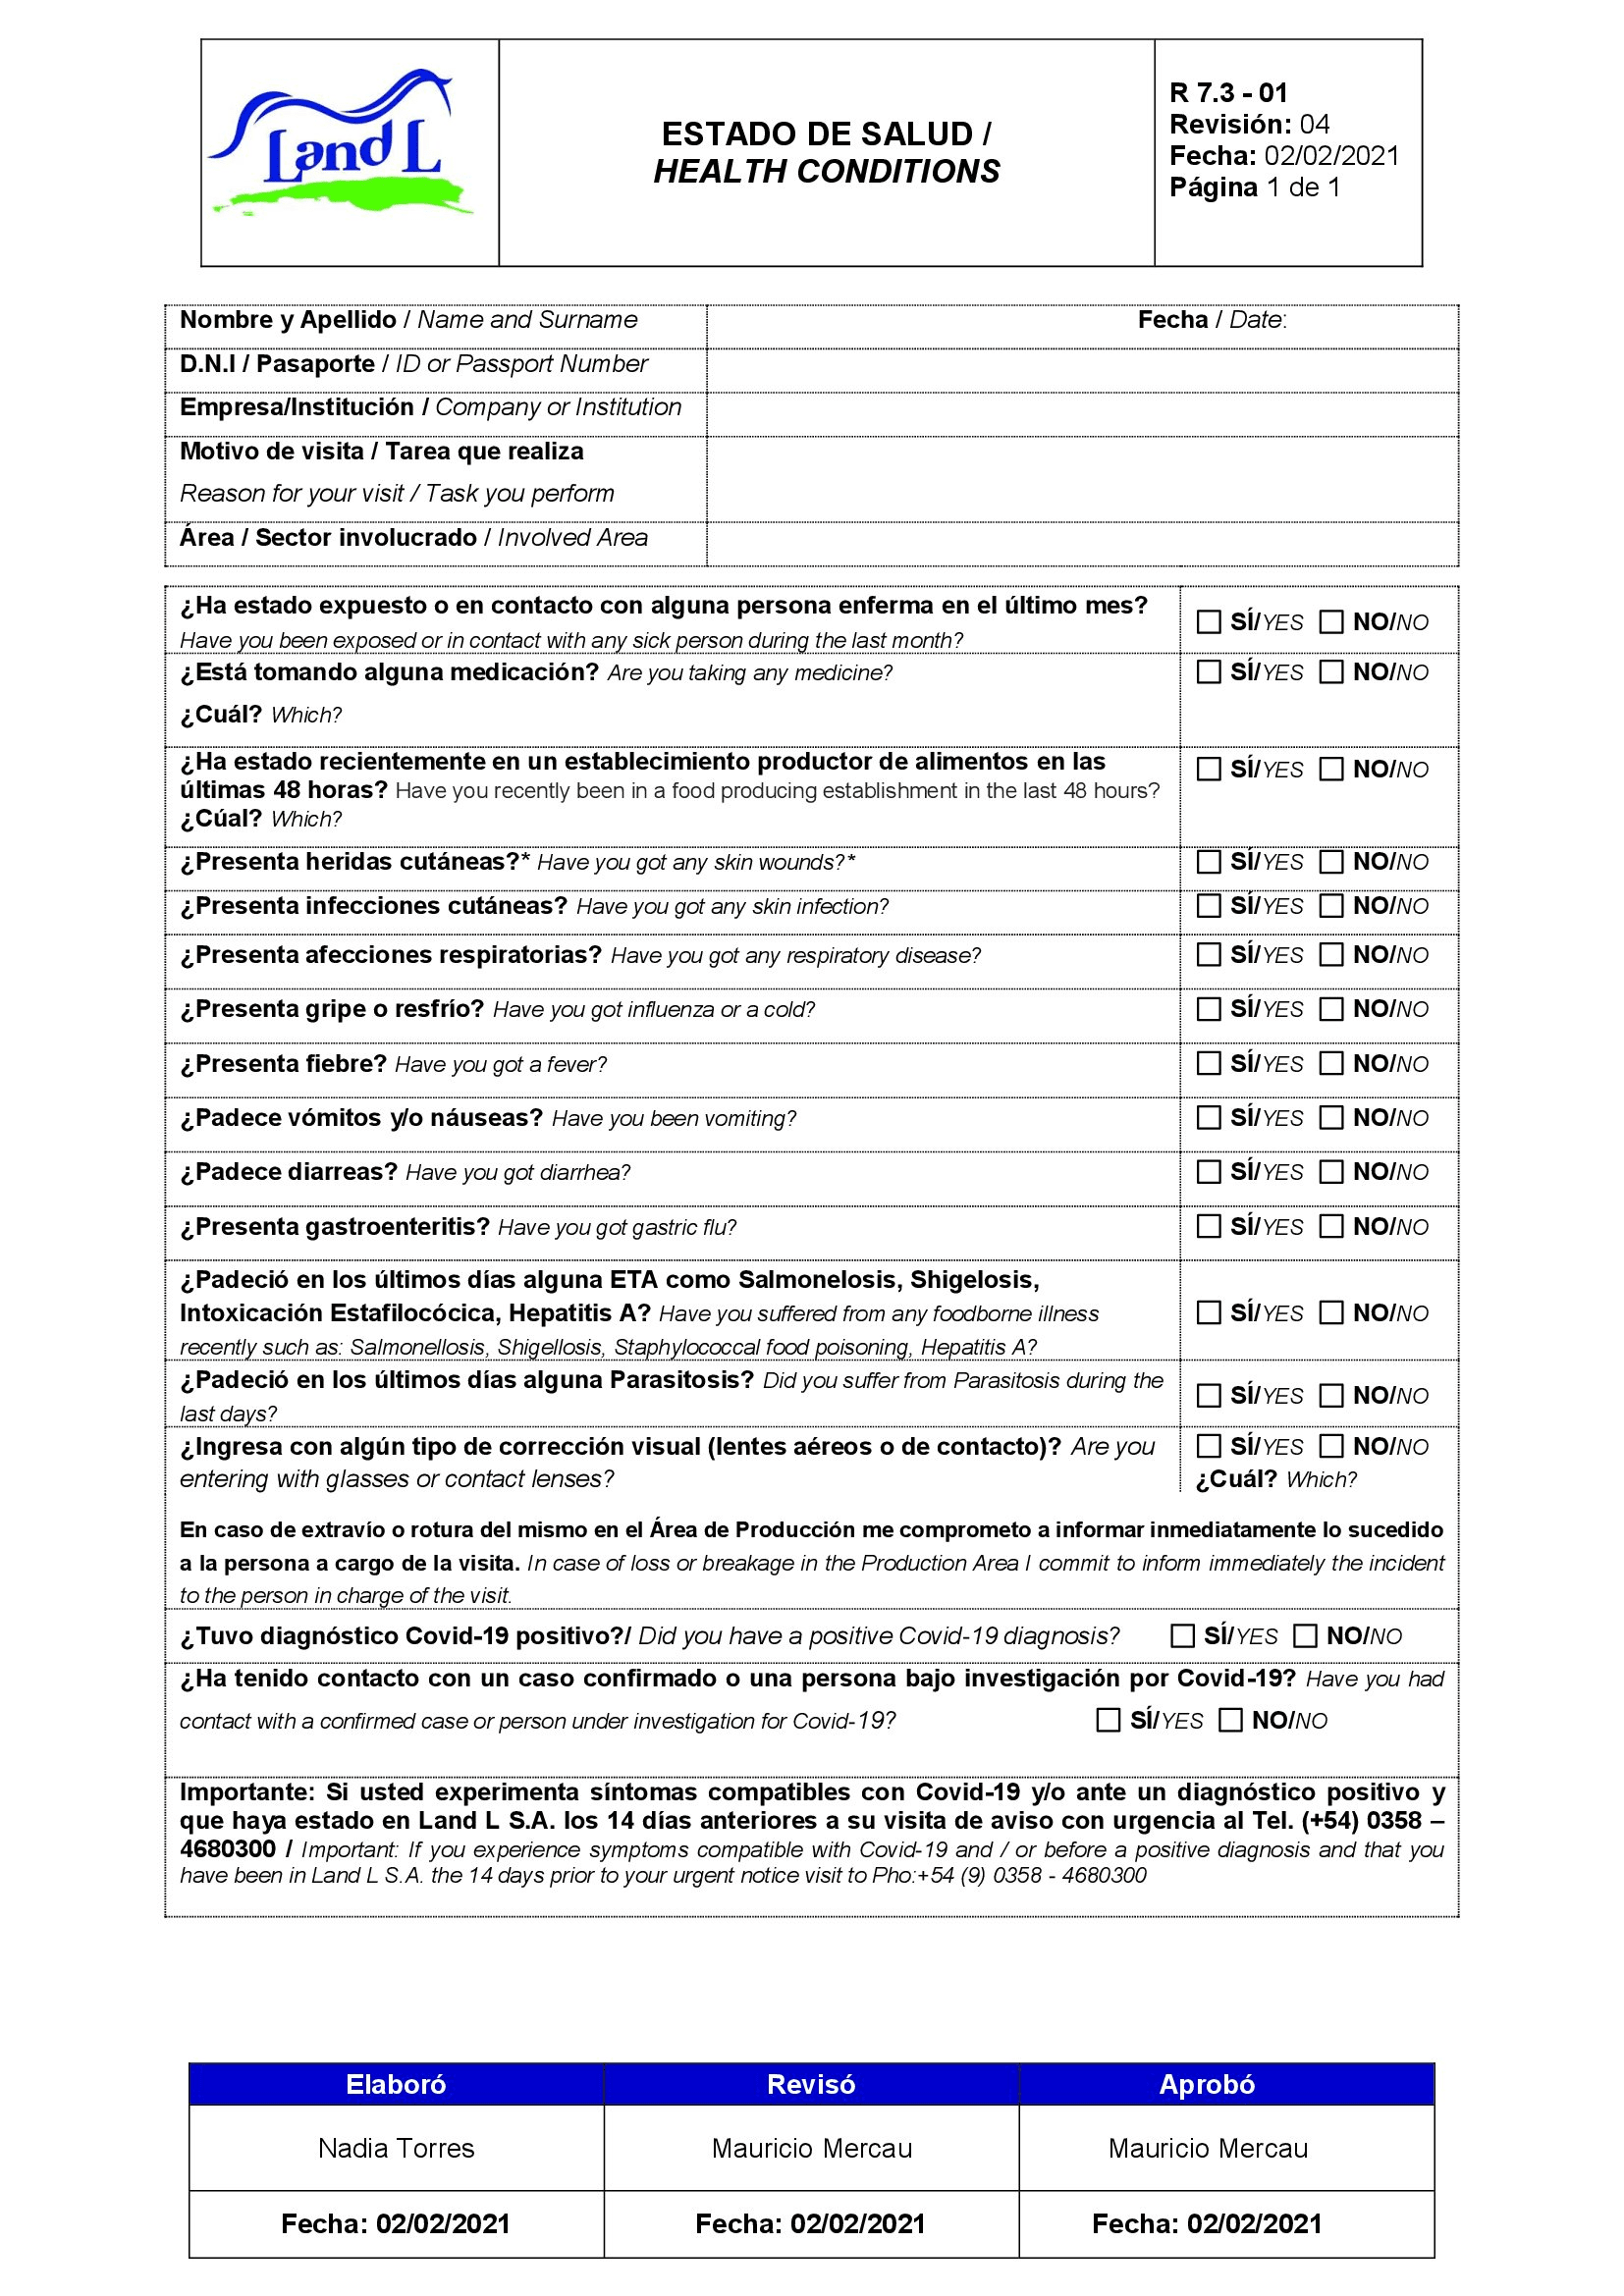 Land L
ESTADO DE SALUD /
HEALTH CONDITIONS
R 7.3 - 01
Revisión: 04
Fecha: 02/02/2021
Página 1 de 1
Nombre y Apellido / Name and Surname
Fecha / Date:
D.N.I / Pasaporte / ID or Passport Number
Empresa/Institución / Company or Institution
Motivo de visita / Tarea que realiza
Reason for your visit / Task you perform
Área / Sector involucrado / Involved Area
¿Ha estado expuesto o en contacto con alguna persona enferma en el último mes?
Have you been exposed or in contact with any sick person during the last month?
☐ SÍ/YES ☐ NO/NO
¿Está tomando alguna medicación? Are you taking any medicine?
☐ SÍ/YES ☐ NO/NO
¿Cuál? Which?
¿Ha estado recientemente en un establecimiento productor de alimentos en las
últimas 48 horas? Have you recently been in a food producing establishment in the last 48 hours?
¿Cúal? Which?
☐ SÍ/YES ☐ NO/NO
¿Presenta heridas cutáneas?* Have you got any skin wounds?*
☐ SÍ/YES ☐ NO/NO
¿Presenta infecciones cutáneas? Have you got any skin infection?
☐ SÍ/YES ☐ NO/NO
¿Presenta afecciones respiratorias? Have you got any respiratory disease?
☐ SÍ/YES ☐ NO/NO
¿Presenta gripe o resfrío? Have you got influenza or a cold?
☐ SÍ/YES ☐ NO/NO
¿Presenta fiebre? Have you got a fever?
☐ SÍ/YES ☐ NO/NO
¿Padece vómitos y/o náuseas? Have you been vomiting?
☐ SÍ/YES ☐ NO/NO
¿Padece diarreas? Have you got diarrhea?
☐ SÍ/YES ☐ NO/NO
¿Presenta gastroenteritis? Have you got gastric flu?
☐ SÍ/YES ☐ NO/NO
¿Padeció en los últimos días alguna ETA como Salmonelosis, Shigelosis,
Intoxicación Estafilocócica, Hepatitis A? Have you suffered from any foodborne illness
recently such as: Salmonellosis, Shigellosis, Staphylococcal food poisoning, Hepatitis A?
☐ SÍ/YES ☐ NO/NO
¿Padeció en los últimos días alguna Parasitosis? Did you suffer from Parasitosis during the
last days?
☐ SÍ/YES ☐ NO/NO
¿Ingresa con algún tipo de corrección visual (lentes aéreos o de contacto)? Are you
entering with glasses or contact lenses?
☐ SÍ/YES ☐ NO/NO
¿Cuál? Which?
En caso de extravío o rotura del mismo en el Área de Producción me comprometo a informar inmediatamente lo sucedido
a la persona a cargo de la visita. In case of loss or breakage in the Production Area I commit to inform immediately the incident
to the person in charge of the visit.
¿Tuvo diagnóstico Covid-19 positivo?/ Did you have a positive Covid-19 diagnosis? ☐ SÍ/YES ☐ NO/NO
¿Ha tenido contacto con un caso confirmado o una persona bajo investigación por Covid-19? Have you had
contact with a confirmed case or person under investigation for Covid-19? ☐ SÍ/YES ☐ NO/NO
Importante: Si usted experimenta síntomas compatibles con Covid-19 y/o ante un diagnóstico positivo y
que haya estado en Land L S.A. los 14 días anteriores a su visita de aviso con urgencia al Tel. (+54) 0358 –
4680300 / Important: If you experience symptoms compatible with Covid-19 and / or before a positive diagnosis and that you
have been in Land L S.A. the 14 days prior to your urgent notice visit to Pho:+54 (9) 0358 - 4680300
Elaboró
Revisó
Aprobó
Nadia Torres
Mauricio Mercau
Mauricio Mercau
Fecha: 02/02/2021
Fecha: 02/02/2021
Fecha: 02/02/2021